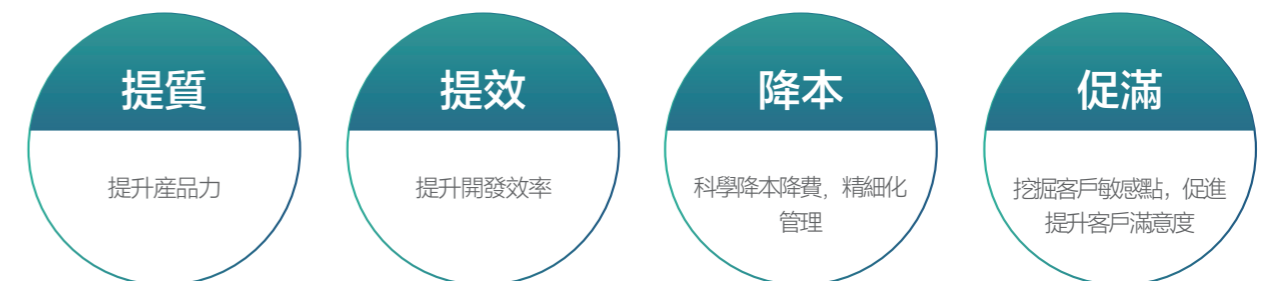 提質
提升産品力
提效
提升開發效率
降本
科學降本降費，精細化
管理
促滿
挖掘客戶敏感點，促進
提升客戶滿意度